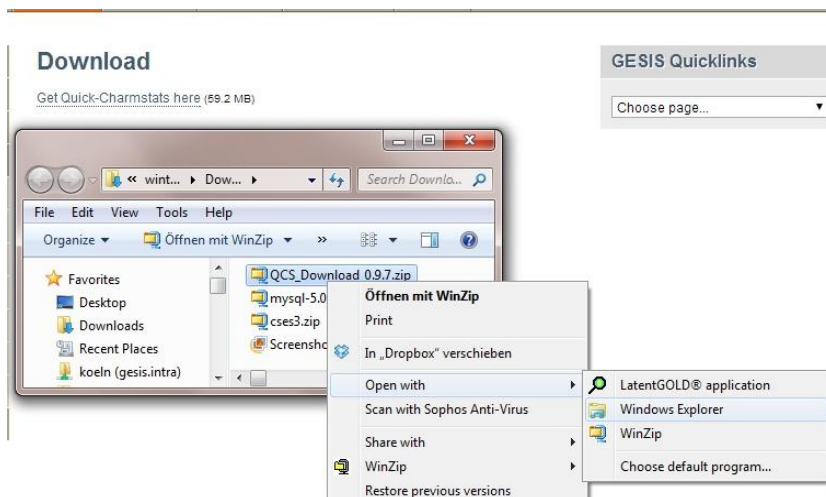 Download
GESIS Quicklinks
Get Quick-Charmstats here (59.2 MB)
Choose page...
« wint... Dow...
Search Downlo...
File Edit View Tools Help
Organize Öffnen mit WinZip »
Favorites
Desktop
Downloads
Recent Places
koeln (gesis.intra)
QCS_Download 0.9.7.zip
mysql-5.0
cses3.zip
Screensho
Öffnen mit WinZip
Print
In „Dropbox“ verschieben
Open with
Scan with Sophos Anti-Virus
Share with
WinZip
Restore previous versions
LatentGOLD® application
Windows Explorer
WinZip
Choose default program...